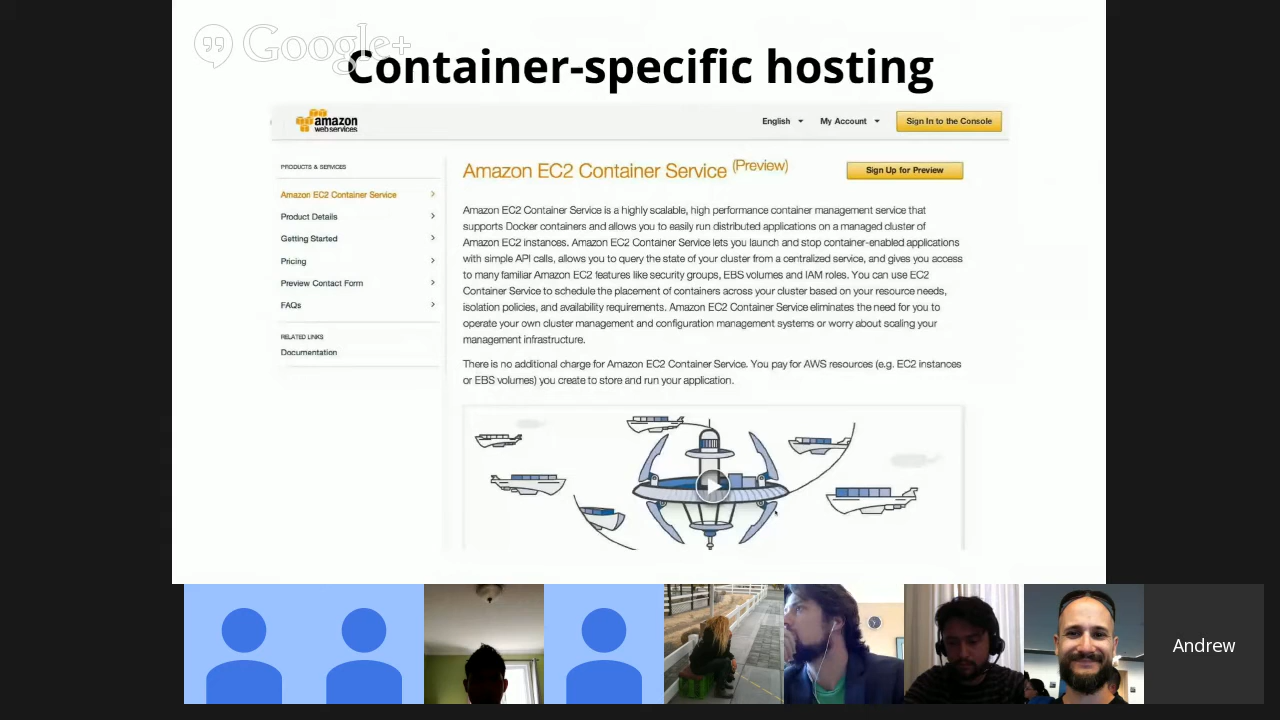 Google+
Container-specific hosting
amazon
webservices
English
My Account
Sign In to the Console
PRODUCTS & SERVICES
Amazon EC2 Container Service
Product Details
Getting Started
Pricing
Preview Contact Form
FAQs
RELATED LINKS
Documentation
Amazon EC2 Container Service (Preview)
Sign Up for Preview
Amazon EC2 Container Service is a highly scalable, high performance container management service that
supports Docker containers and allows you to easily run distributed applications on a managed cluster of
Amazon EC2 instances. Amazon EC2 Container Service lets you launch and stop container-enabled applications
with simple API calls, allows you to query the state of your cluster from a centralized service, and gives you access
to many familiar Amazon EC2 features like security groups, EBS volumes and IAM roles. You can use EC2
Container Service to schedule the placement of containers across your cluster based on your resource needs,
isolation policies, and availability requirements. Amazon EC2 Container Service eliminates the need for you to
operate your own cluster management and configuration management systems or worry about scaling your
management infrastructure.
There is no additional charge for Amazon EC2 Container Service. You pay for AWS resources (e.g. EC2 instances
or EBS volumes) you create to store and run your application.
Andrew